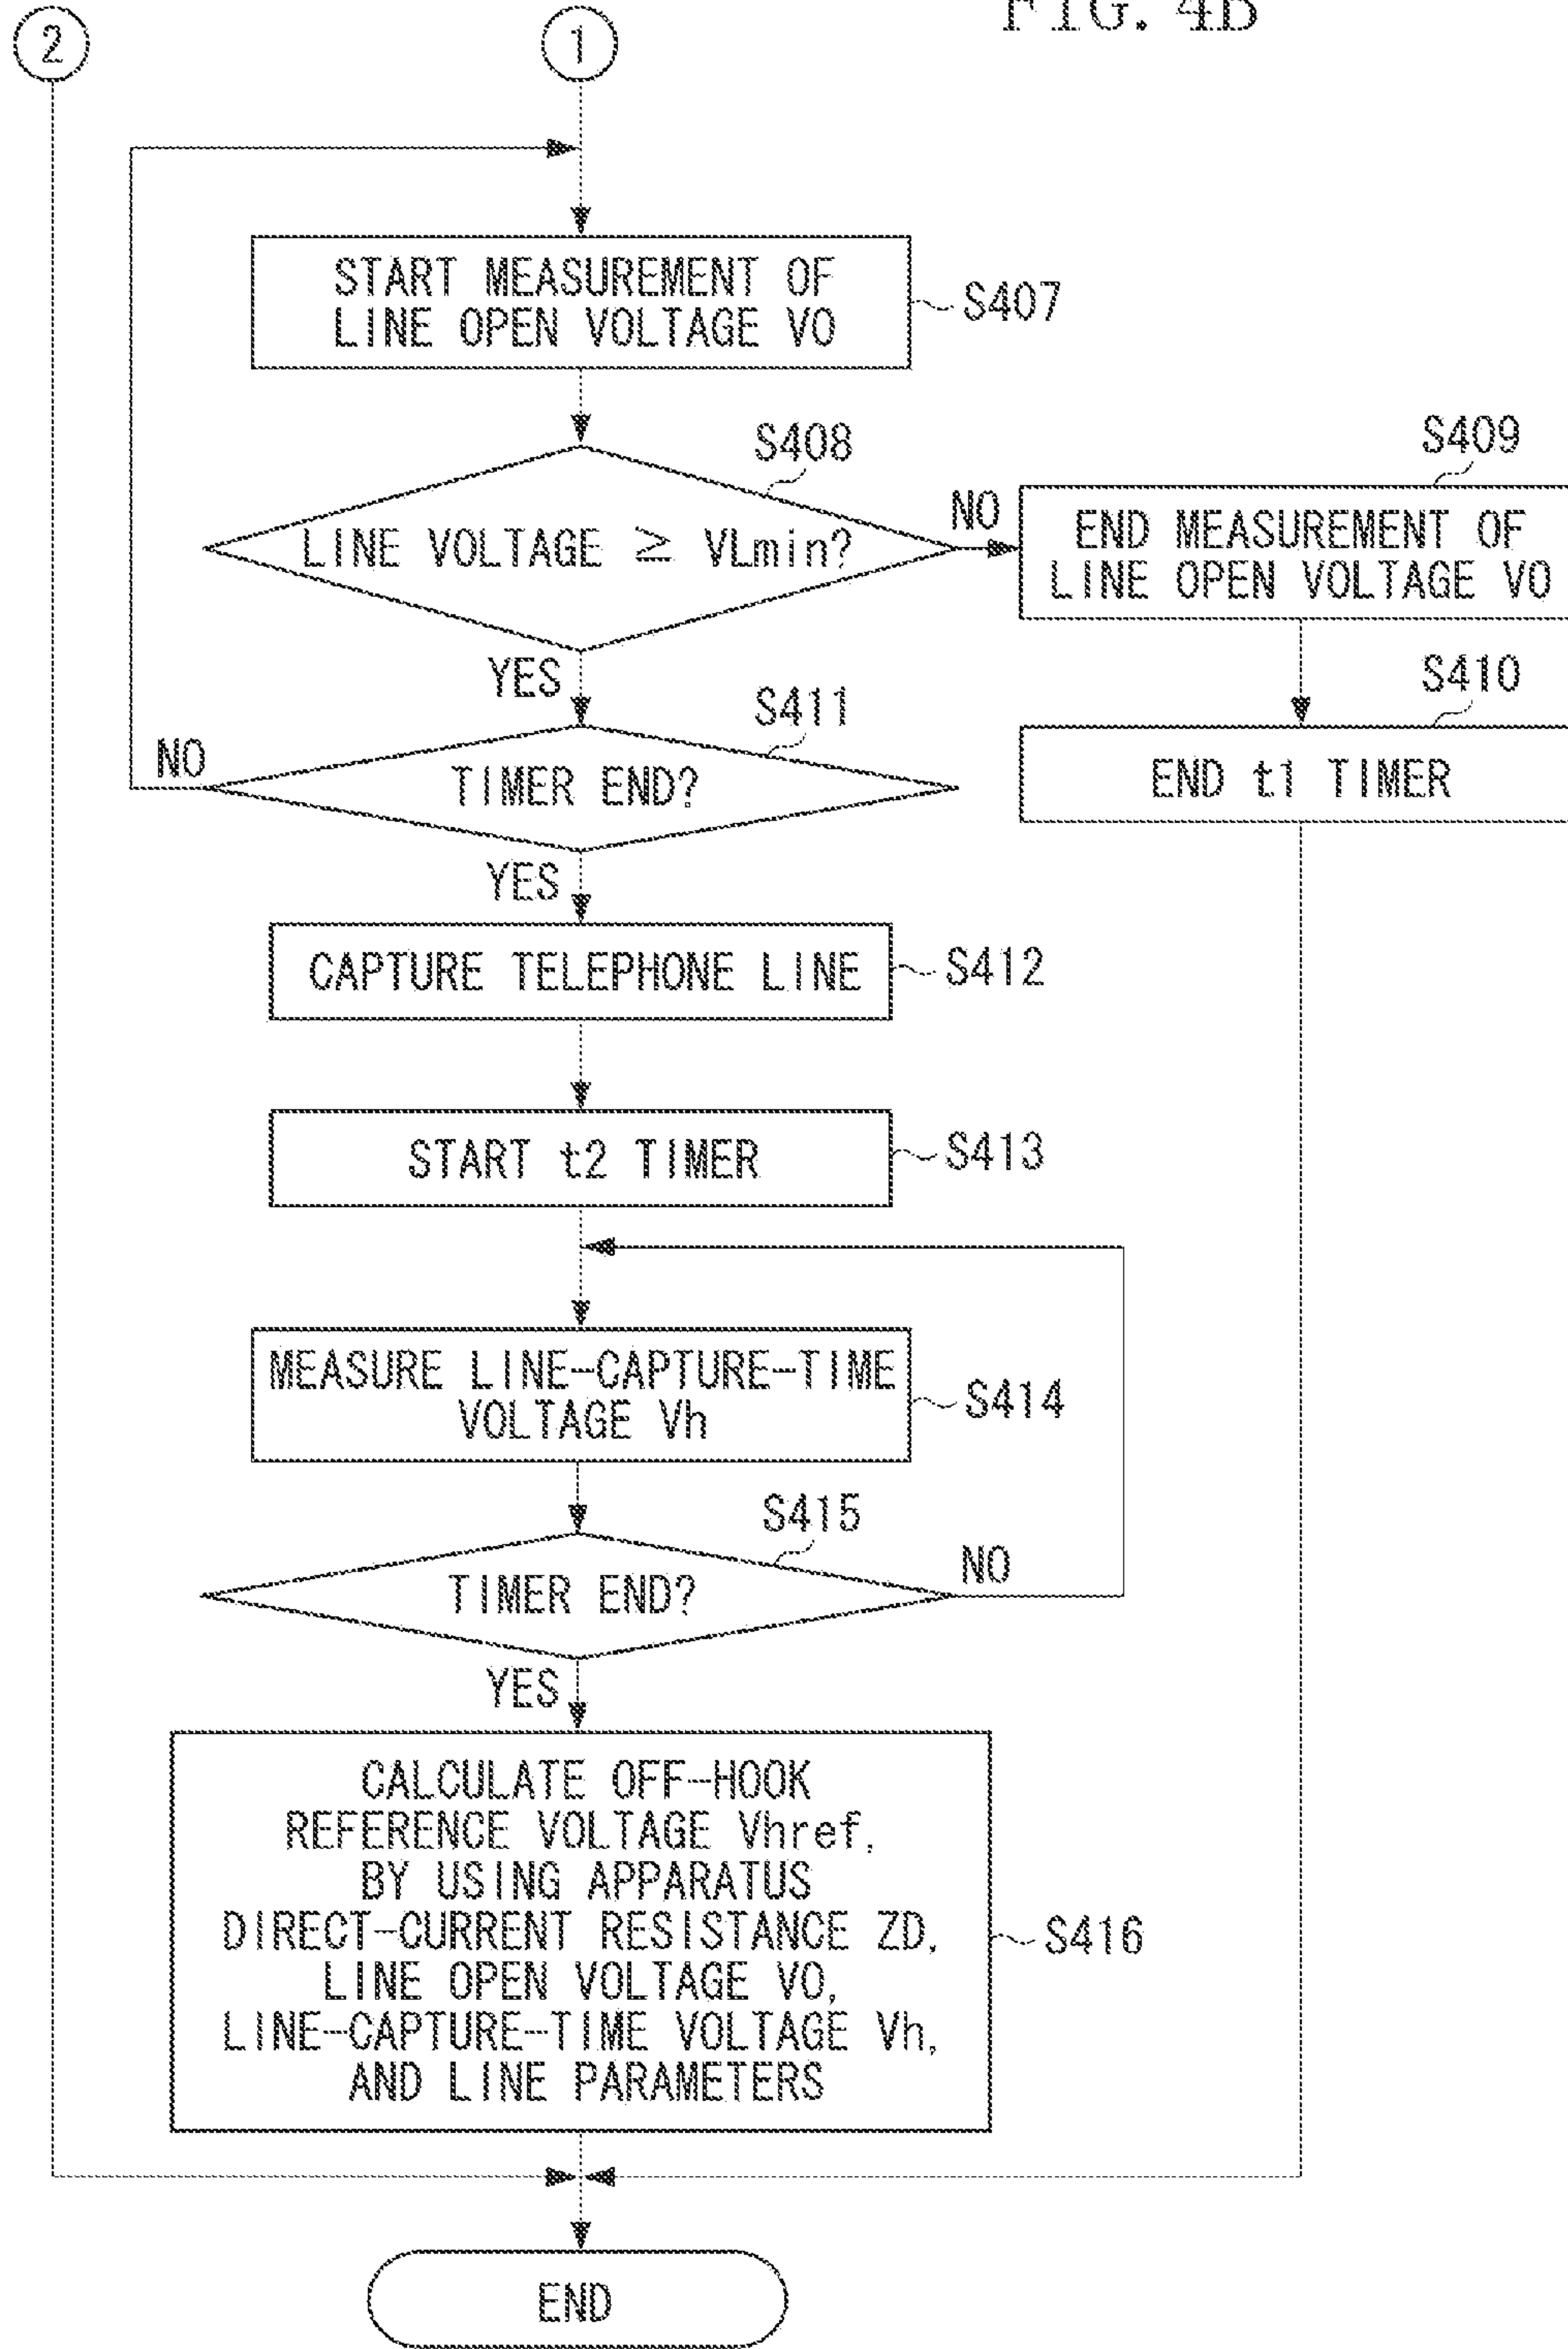 FIG. 4B
2
1
START MEASUREMENT OF
LINE OPEN VOLTAGE VO
S407
S408
LINE VOLTAGE ≥ VLmin?
NO
S409
END MEASUREMENT OF
LINE OPEN VOLTAGE VO
YES
S410
END t1 TIMER
S411
NO
TIMER END?
YES
CAPTURE TELEPHONE LINE
S412
START t2 TIMER
S413
MEASURE LINE-CAPTURE-TIME
VOLTAGE Vh
S414
S415
TIMER END?
NO
YES
CALCULATE OFF-HOOK
REFERENCE VOLTAGE Vhref,
BY USING APPARATUS
DIRECT-CURRENT RESISTANCE ZD,
LINE OPEN VOLTAGE VO,
LINE-CAPTURE-TIME VOLTAGE Vh,
AND LINE PARAMETERS
S416
END